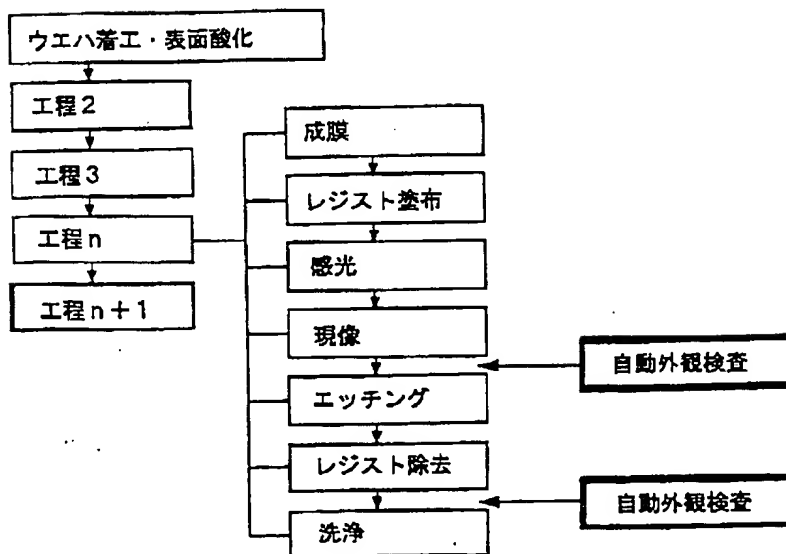 ウエハ着工・表面酸化
工程2
工程3
工程n
工程n+1
成膜
レジスト塗布
感光
現像
エッチング
レジスト除去
洗浄
自動外観検査
自動外観検査